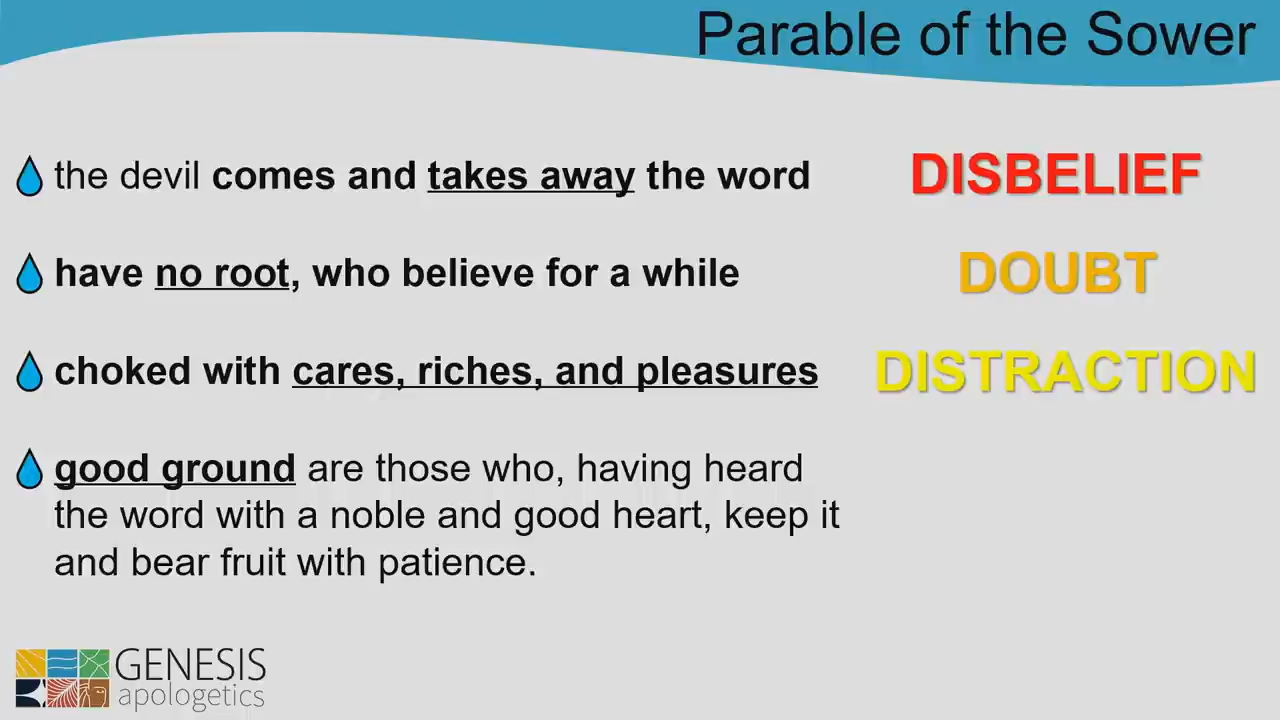 Parable of the Sower
the devil comes and takes away the word
DISBELIEF
have no root, who believe for a while
DOUBT
choked with cares, riches, and pleasures
DISTRACTION
good ground are those who, having heard
the word with a noble and good heart, keep it
and bear fruit with patience.
GENESIS
apologetics